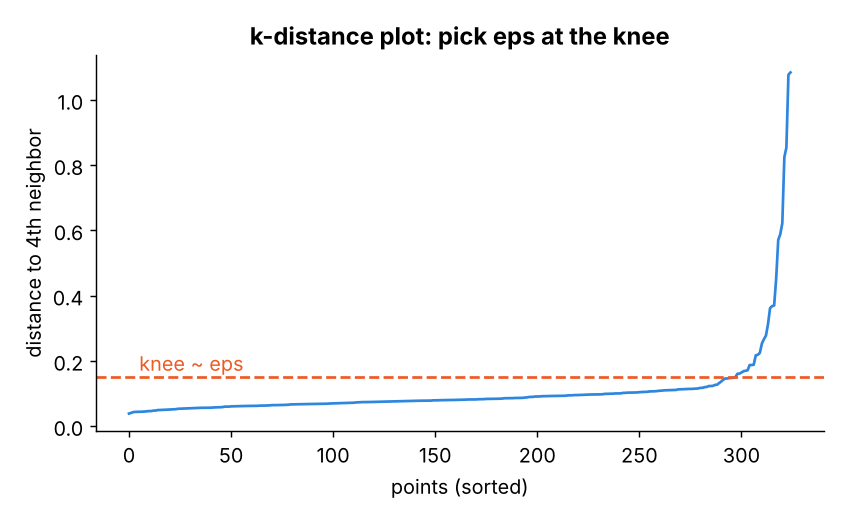 k-distance plot: pick eps at the knee
distance to 4th neighbor
1.0
0.8
0.6
0.4
0.2
0.0
knee ~ eps
0 50 100 150 200 250 300
points (sorted)